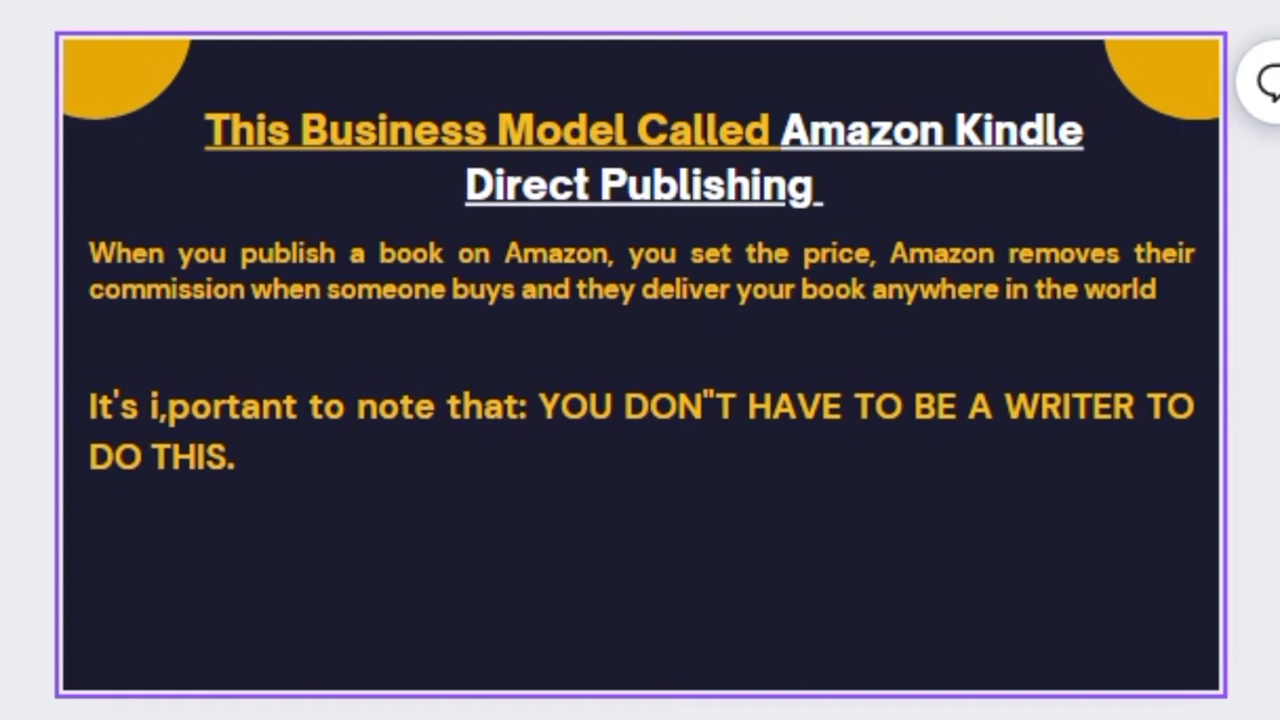 This Business Model Called Amazon Kindle
Direct Publishing
When you publish a book on Amazon, you set the price, Amazon removes their
commission when someone buys and they deliver your book anywhere in the world
It's i,portant to note that: YOU DON"T HAVE TO BE A WRITER TO
DO THIS.